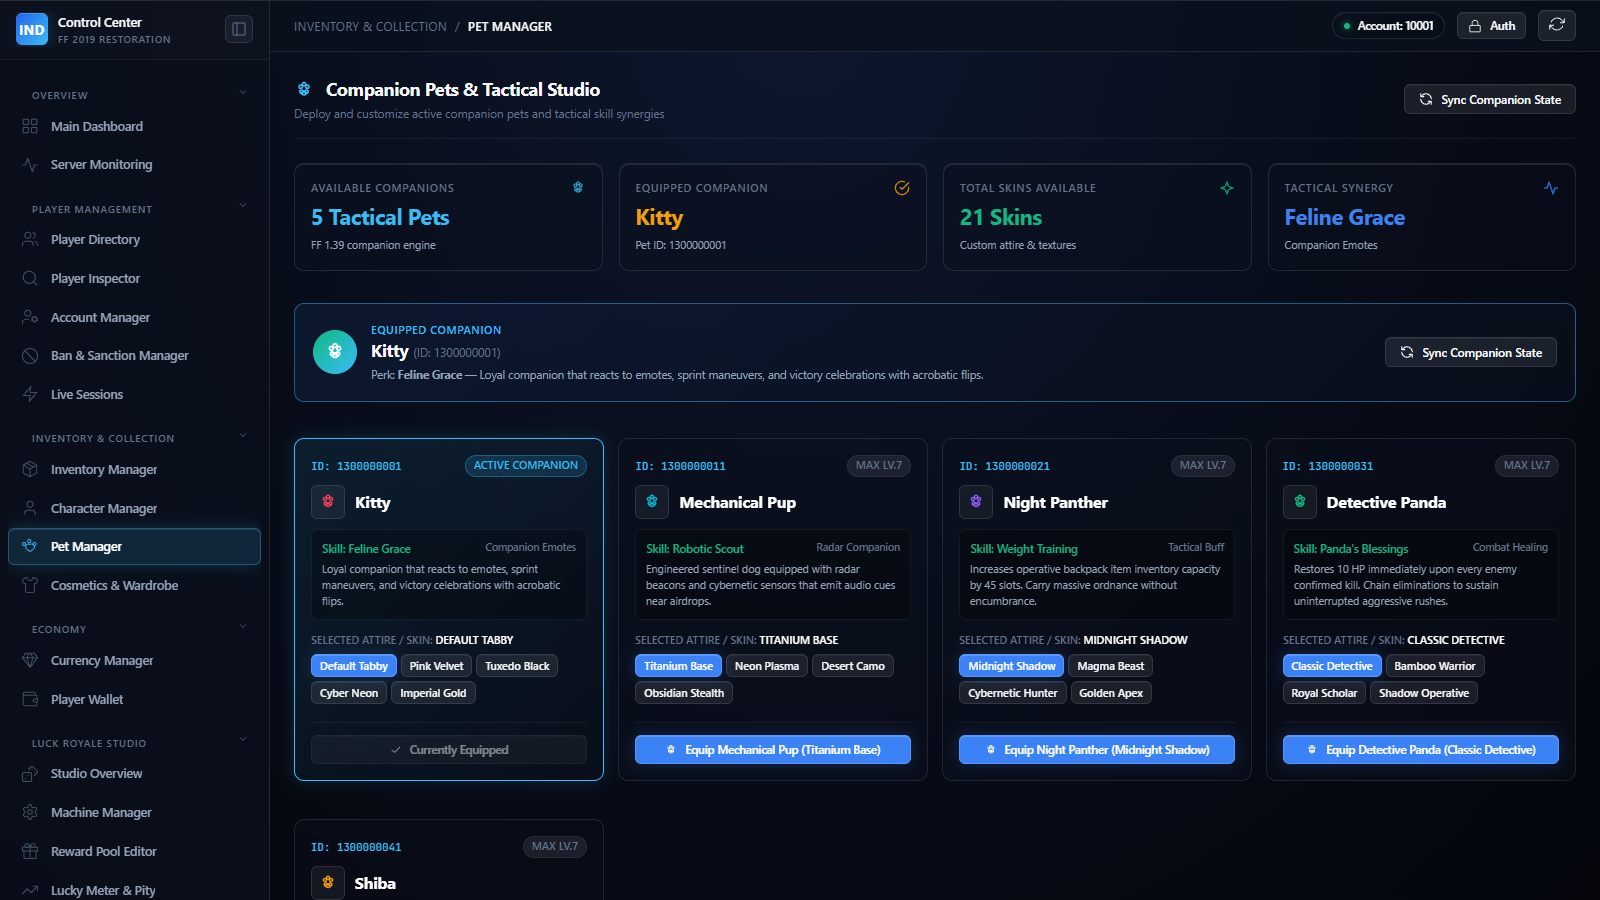 IND
Control Center
FF 2019 RESTORATION
OVERVIEW
Main Dashboard
Server Monitoring
PLAYER MANAGEMENT
Player Directory
Player Inspector
Account Manager
Ban & Sanction Manager
Live Sessions
INVENTORY & COLLECTION
Inventory Manager
Character Manager
Pet Manager
Cosmetics & Wardrobe
ECONOMY
Currency Manager
Player Wallet
LUCK ROYALE STUDIO
Studio Overview
Machine Manager
Reward Pool Editor
Lucky Meter & Pity
INVENTORY & COLLECTION / PET MANAGER
Account: 10001
Auth
Companion Pets & Tactical Studio
Deploy and customize active companion pets and tactical skill synergies
Sync Companion State
AVAILABLE COMPANIONS
5 Tactical Pets
FF 1.39 companion engine
EQUIPPED COMPANION
Kitty
Pet ID: 1300000001
TOTAL SKINS AVAILABLE
21 Skins
Custom attire & textures
TACTICAL SYNERGY
Feline Grace
Companion Emotes
EQUIPPED COMPANION
Kitty (ID: 1300000001)
Perk: Feline Grace — Loyal companion that reacts to emotes, sprint maneuvers, and victory celebrations with acrobatic flips.
Sync Companion State
ID: 1300000001
ACTIVE COMPANION
Kitty
Skill: Feline Grace
Companion Emotes
Loyal companion that reacts to emotes, sprint
maneuvers, and victory celebrations with acrobatic
flips.
SELECTED ATTIRE / SKIN: DEFAULT TABBY
Default Tabby
Pink Velvet
Tuxedo Black
Cyber Neon
Imperial Gold
Currently Equipped
ID: 1300000011
MAX LV.7
Mechanical Pup
Skill: Robotic Scout
Radar Companion
Engineered sentinel dog equipped with radar
beacons and cybernetic sensors that emit audio cues
near airdrops.
SELECTED ATTIRE / SKIN: TITANIUM BASE
Titanium Base
Neon Plasma
Desert Camo
Obsidian Stealth
Equip Mechanical Pup (Titanium Base)
ID: 1300000021
MAX LV.7
Night Panther
Skill: Weight Training
Tactical Buff
Increases operative backpack item inventory capacity
by 45 slots. Carry massive ordnance without
encumbrance.
SELECTED ATTIRE / SKIN: MIDNIGHT SHADOW
Midnight Shadow
Magma Beast
Cybernetic Hunter
Golden Apex
Equip Night Panther (Midnight Shadow)
ID: 1300000031
MAX LV.7
Detective Panda
Skill: Panda's Blessings
Combat Healing
Restores 10 HP immediately upon every enemy
confirmed kill. Chain eliminations to sustain
uninterrupted aggressive rushes.
SELECTED ATTIRE / SKIN: CLASSIC DETECTIVE
Classic Detective
Bamboo Warrior
Royal Scholar
Shadow Operative
Equip Detective Panda (Classic Detective)
ID: 1300000041
MAX LV.7
Shiba